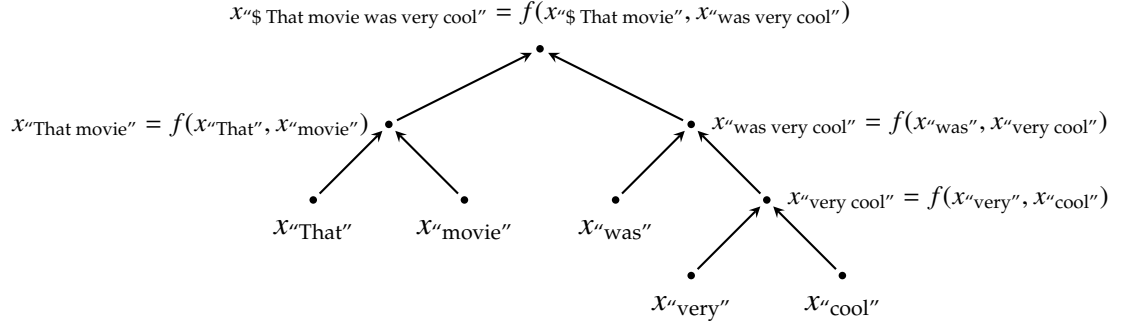 x“$ That movie was very cool” = f(x“$ That movie”, x“was very cool”)
x“That movie” = f(x“That”, x“movie”)
x“was very cool” = f(x“was”, x“very cool”)
x“very cool” = f(x“very”, x“cool”)
x“That”
x“movie”
x“was”
x“very”
x“cool”